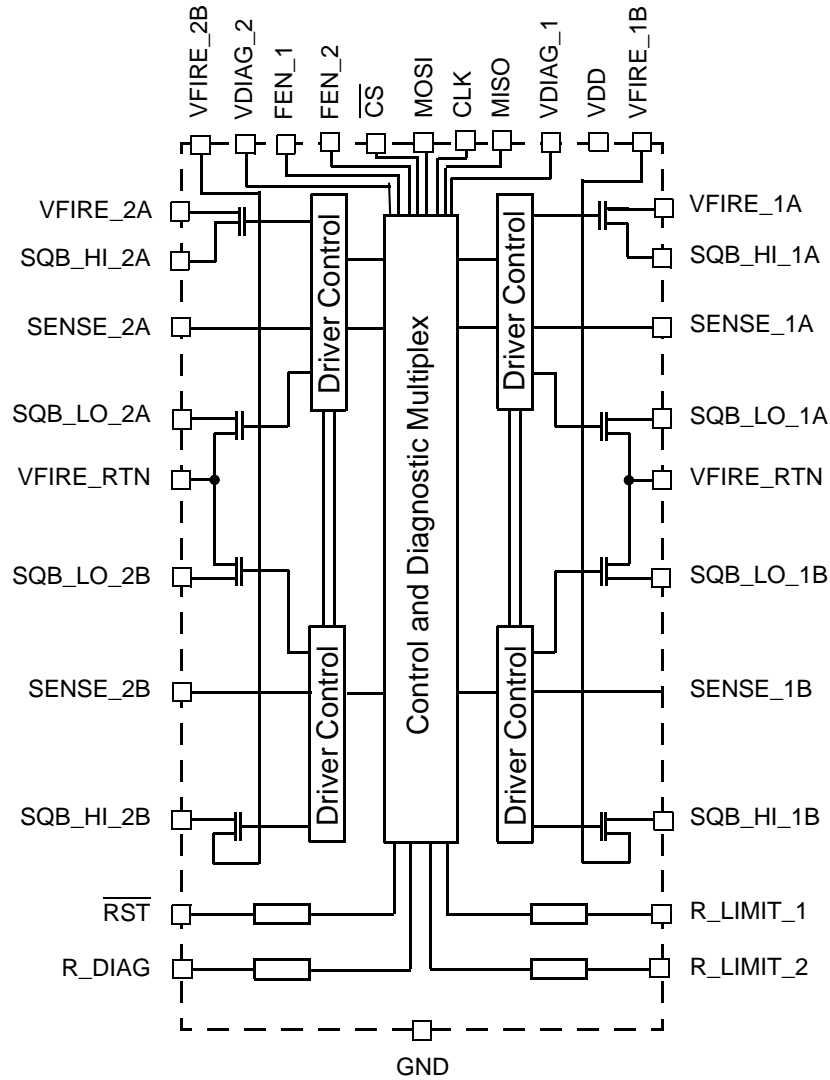 VFIRE_2B
VDIAG_2
FEN_1
FEN_2
CS
MOSI
CLK
MISO
VDIAG_1
VDD
VFIRE_1B
VFIRE_2A
SQB_HI_2A
SENSE_2A
SQB_LO_2A
VFIRE_RTN
SQB_LO_2B
SENSE_2B
SQB_HI_2B
RST
R_DIAG
Driver Control
Driver Control
Control and Diagnostic Multiplex
Driver Control
Driver Control
VFIRE_1A
SQB_HI_1A
SENSE_1A
SQB_LO_1A
VFIRE_RTN
SQB_LO_1B
SENSE_1B
SQB_HI_1B
R_LIMIT_1
R_LIMIT_2
GND